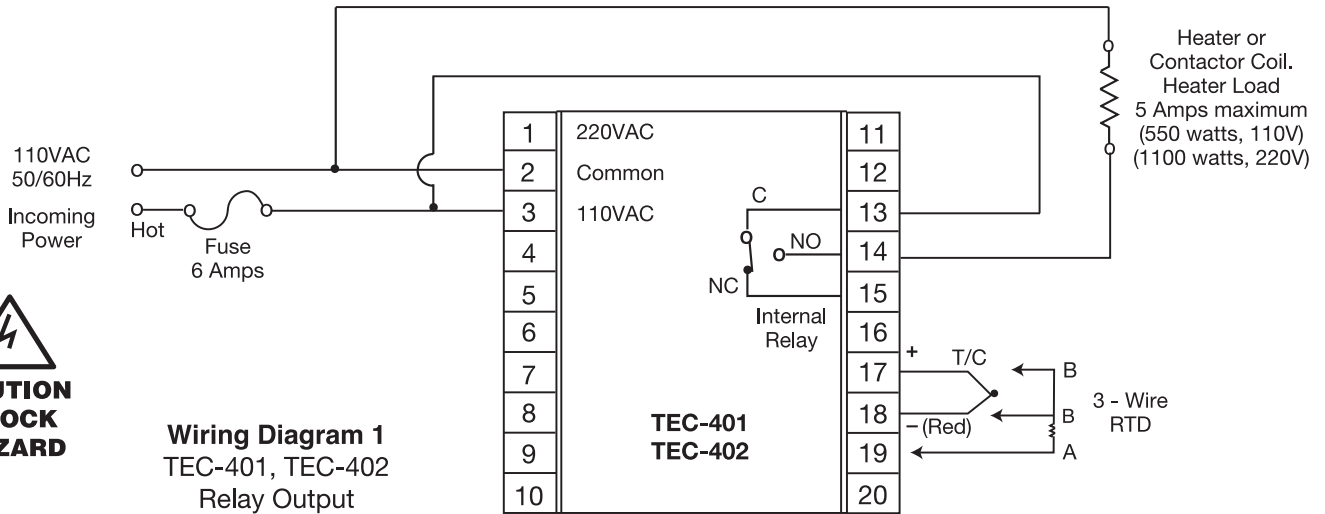 Heater or
Contactor Coil.
Heater Load
5 Amps maximum
(550 watts, 110V)
(1100 watts, 220V)
110VAC
50/60Hz
Incoming
Power
Hot
Fuse
6 Amps
1
2
3
4
5
6
7
8
9
10
220VAC
Common
110VAC
C
NO
NC
Internal
Relay
TEC-401
TEC-402
11
12
13
14
15
16
17
18
19
20
+
T/C
– (Red)
B
B
A
3 - Wire
RTD
UTION
OCK
ZARD
Wiring Diagram 1
TEC-401, TEC-402
Relay Output